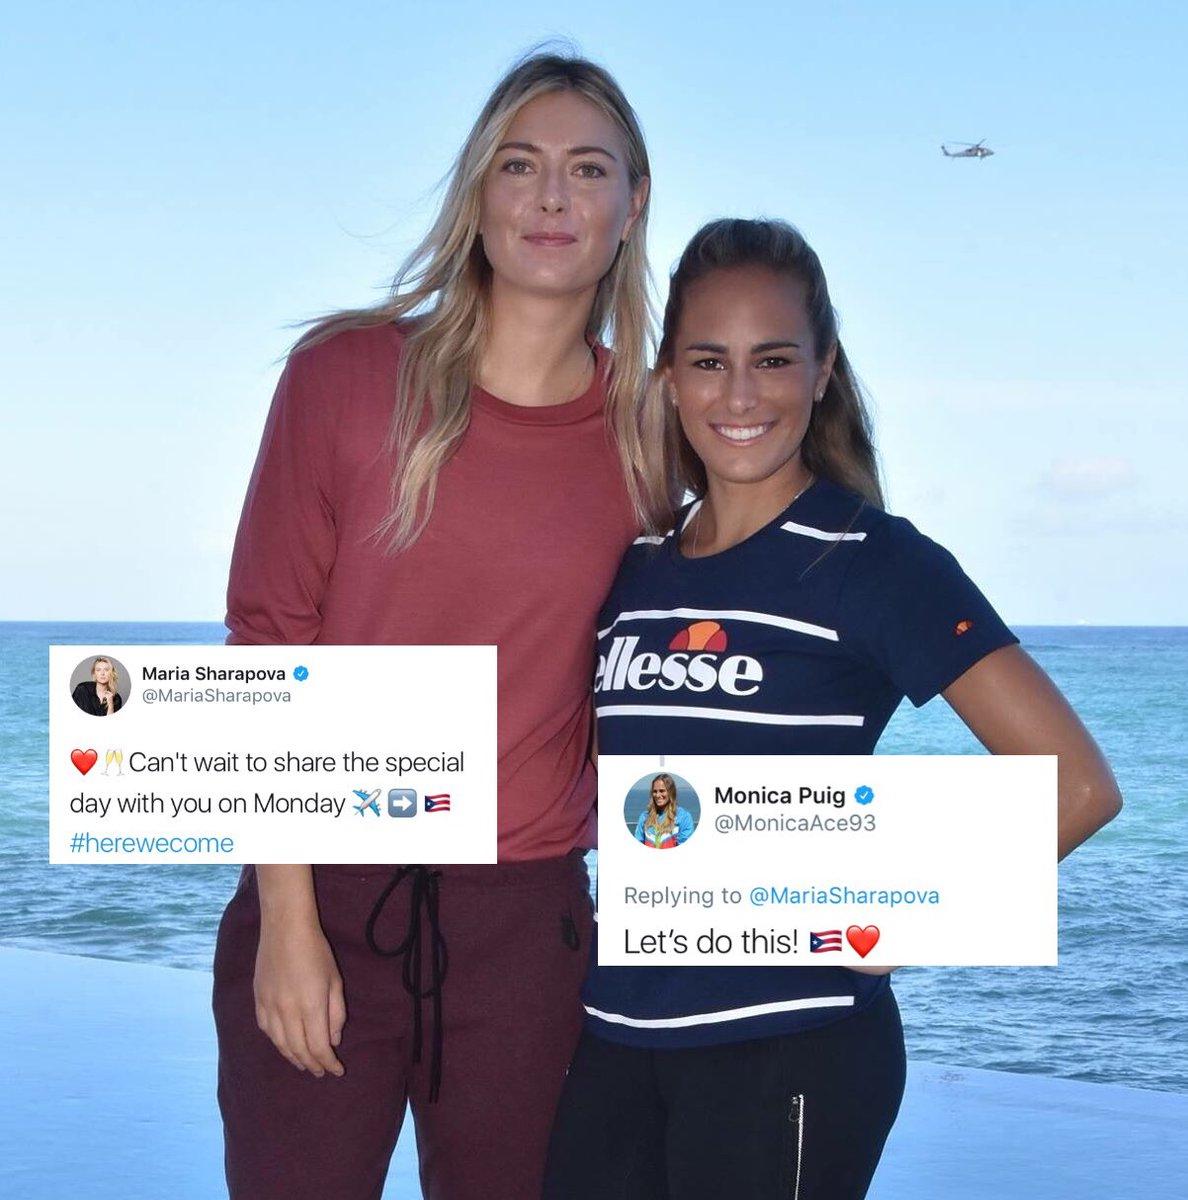 ellesse
Maria Sharapova
@MariaSharapova
❤️🥂Can't wait to share the special
day with you on Monday ✈️➡️🇵🇷
#herewecome
Monica Puig
@MonicaAce93
Replying to @MariaSharapova
Let’s do this! 🇵🇷❤️